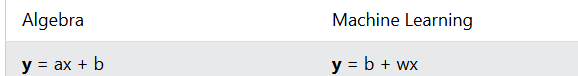 Algebra Machine Learning
y = ax + b y = b + wx